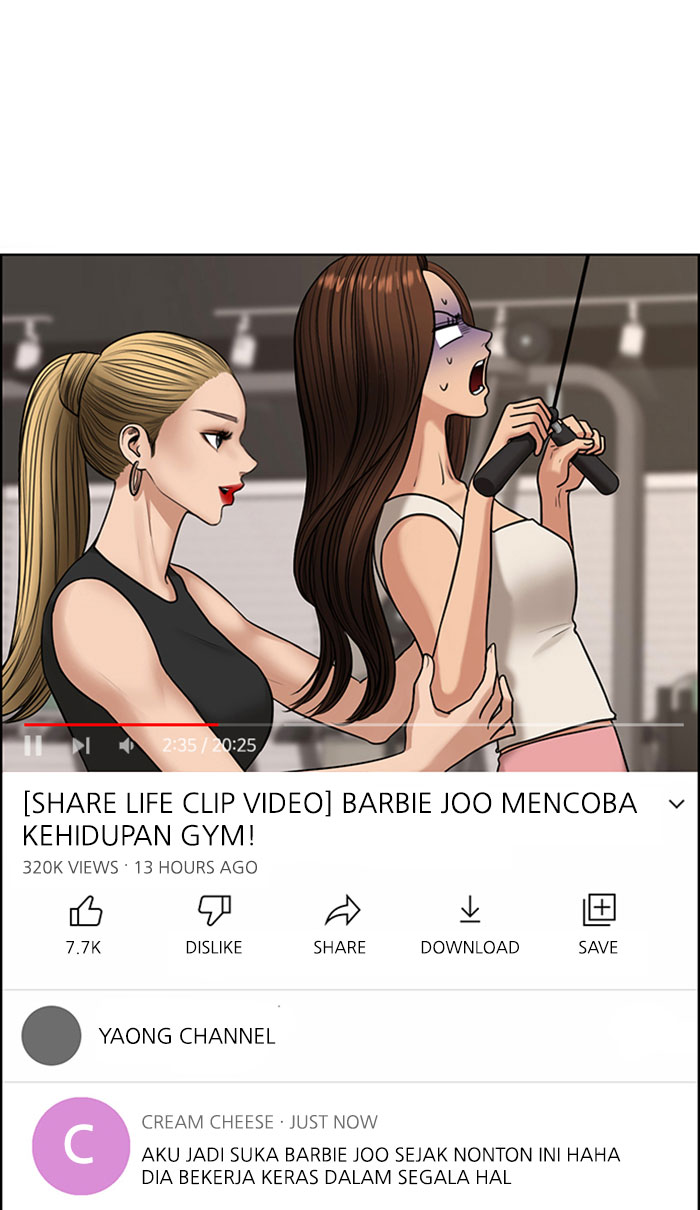 2:35 / 20:25
[SHARE LIFE CLIP VIDEO] BARBIE JOO MENCOBA
KEHIDUPAN GYM!
320K VIEWS · 13 HOURS AGO
7.7K DISLIKE SHARE DOWNLOAD SAVE
YAONG CHANNEL
C
CREAM CHEESE · JUST NOW
AKU JADI SUKA BARBIE JOO SEJAK NONTON INI HAHA
DIA BEKERJA KERAS DALAM SEGALA HAL